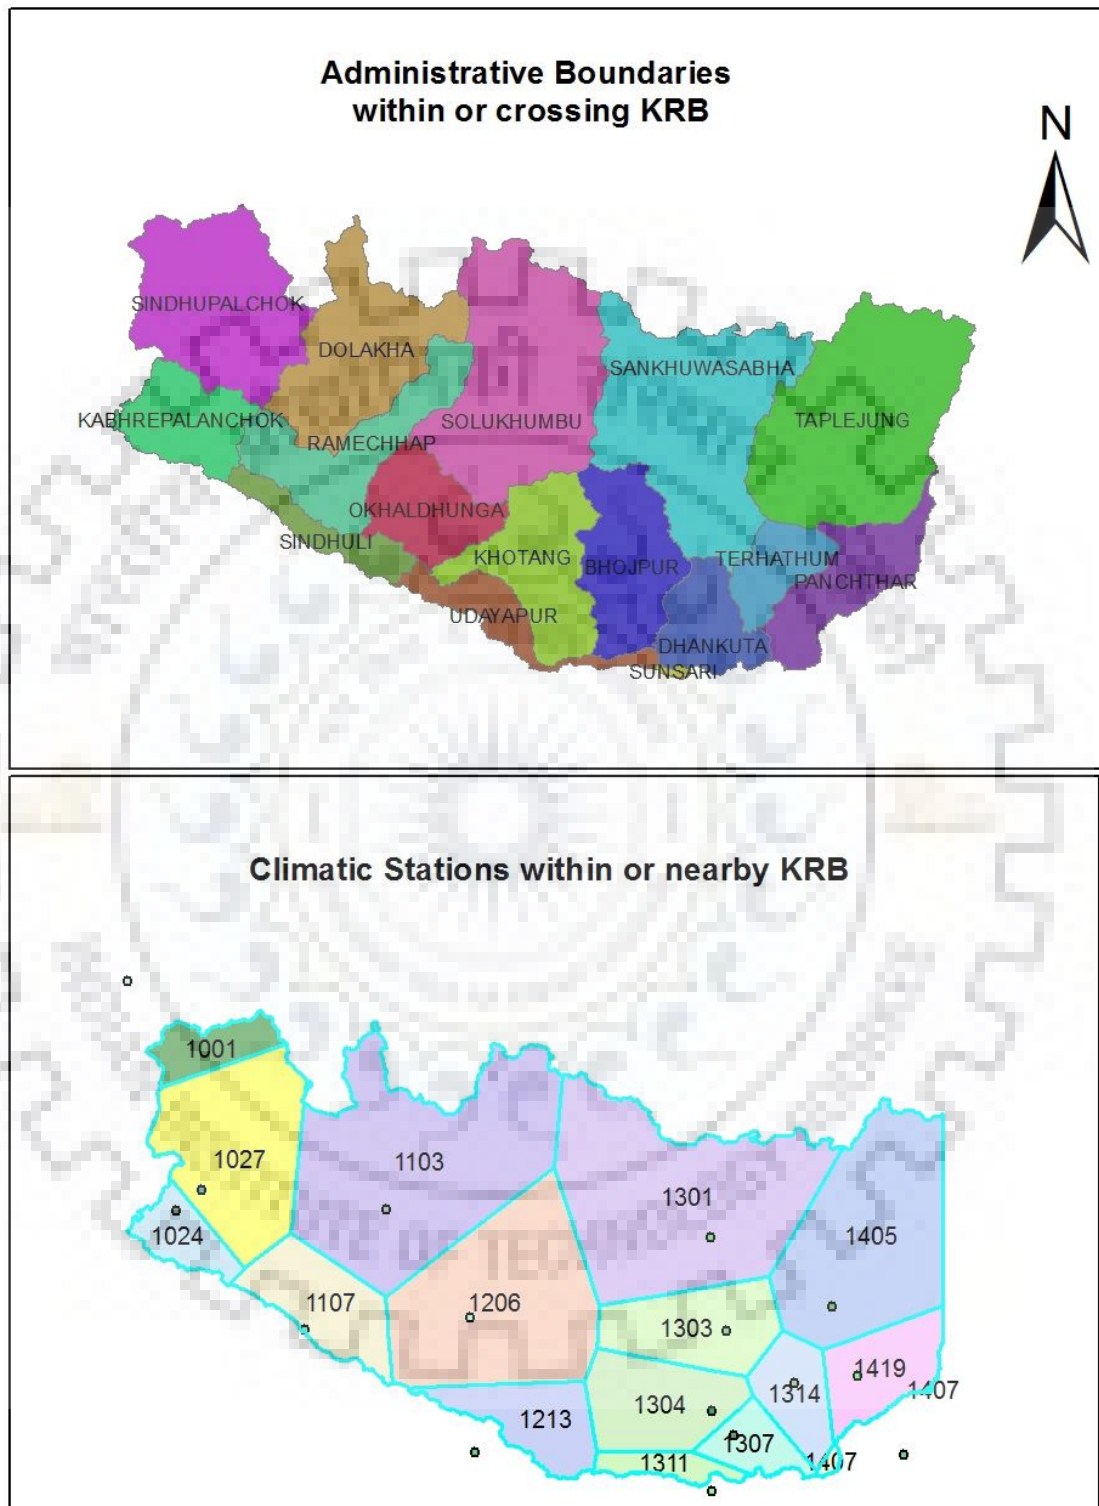 Administrative Boundaries
within or crossing KRB
N
SINDHUPALCHOK
DOLAKHA
SANKHUWASABHA
KABHREPALANCHOK
SOLUKHUMBU
TAPLEJUNG
RAMECHHAP
OKHALDHUNGA
SINDHULI
KHOTANG
BHOJPUR
TERHATHUM
PANCHTHAR
UDAYAPUR
DHANKUTA
SUNSARI
Climatic Stations within or nearby KRB
1001
1027
1103
1301
1024
1405
1107
1206
1303
1419
1314
1407
1304
1213
1307
1311
1407